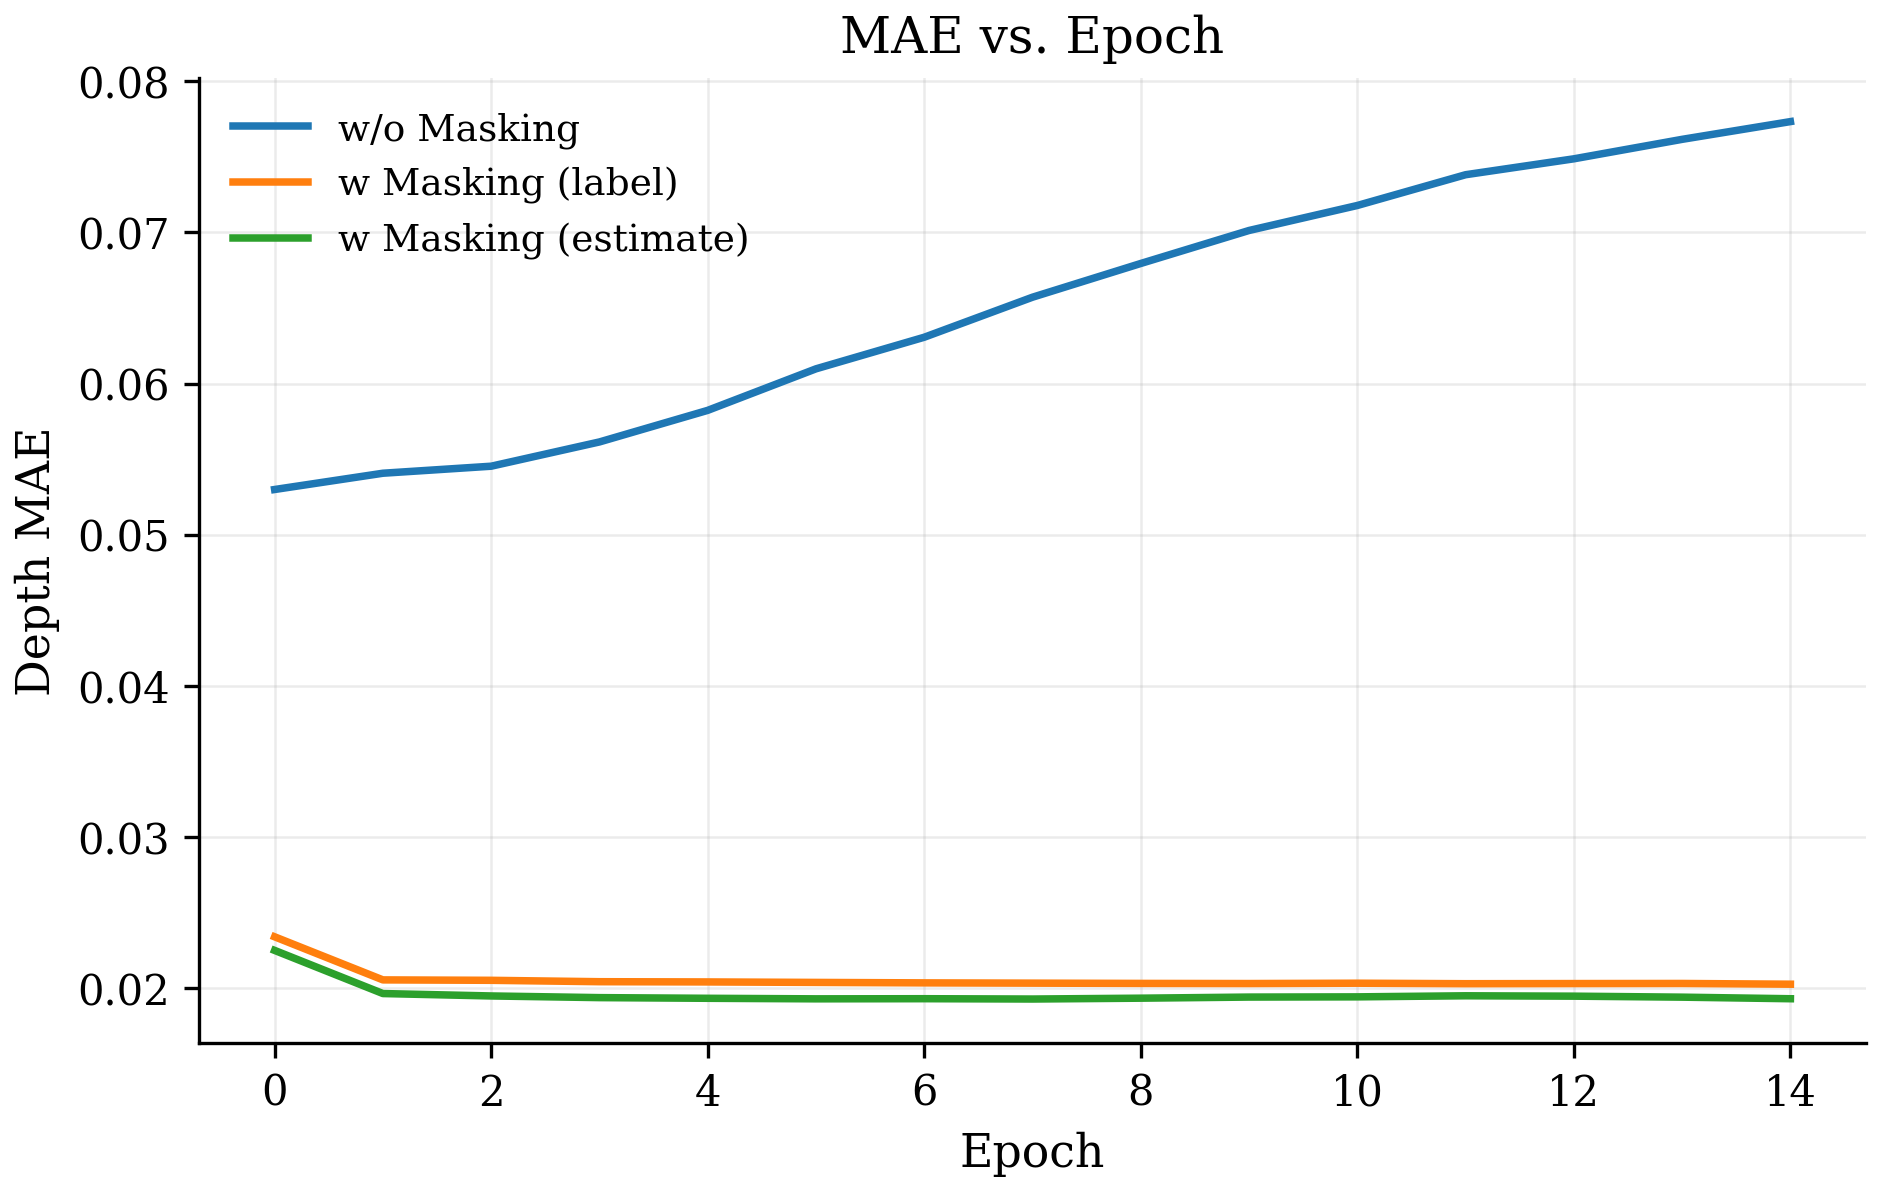 MAE vs. Epoch
w/o Masking
w Masking (label)
w Masking (estimate)
Depth MAE
0.08
0.07
0.06
0.05
0.04
0.03
0.02
0 2 4 6 8 10 12 14
Epoch